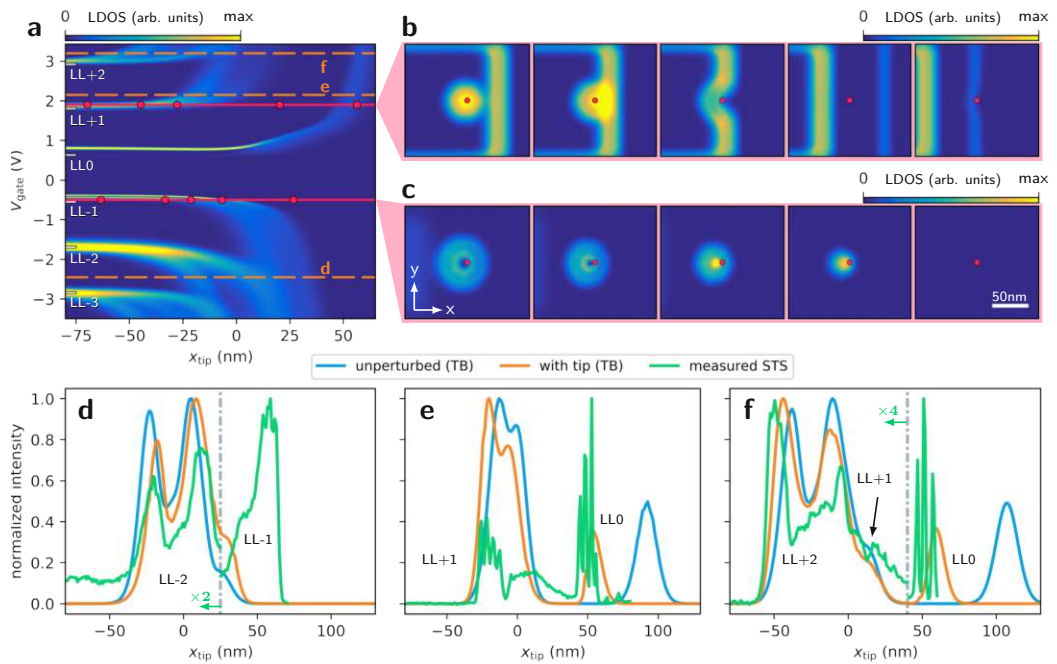 0 LDOS (arb. units) max
a
3
2
1
0
−1
−2
−3
V_gate (V)
LL+2
LL+1
LL0
LL-1
LL-2
LL-3
f
e
d
−75 −50 −25 0 25 50
x_tip (nm)
b
0 LDOS (arb. units) max
c
0 LDOS (arb. units) max
y
x
50nm
unperturbed (TB) with tip (TB) measured STS
d
normalized intensity
1.0
0.8
0.6
0.4
0.2
0.0
LL-2
LL-1
×2
−50 0 50 100
x_tip (nm)
e
LL+1
LL0
−50 0 50 100
x_tip (nm)
f
×4
LL+1
LL+2
LL0
−50 0 50 100
x_tip (nm)